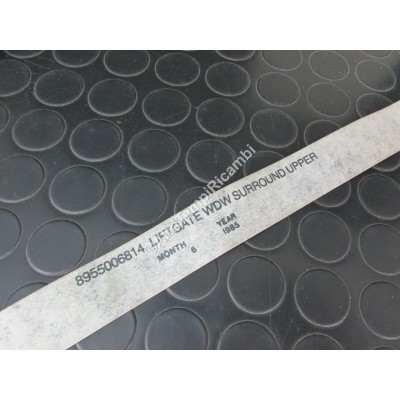 8955006814 LIFTGATE WDW SURROUND UPPER
MONTH 6 YEAR 1985